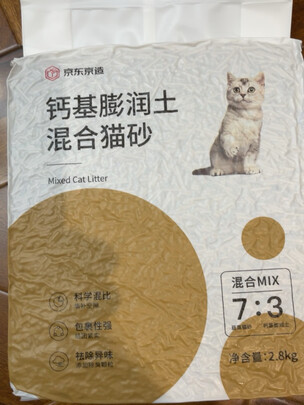 京东京造
钙基膨润土
混合猫砂
Mixed Cat Litter
科学混比
包裹性强
祛除异味
混合MIX
7:3
净含量:2.8kg